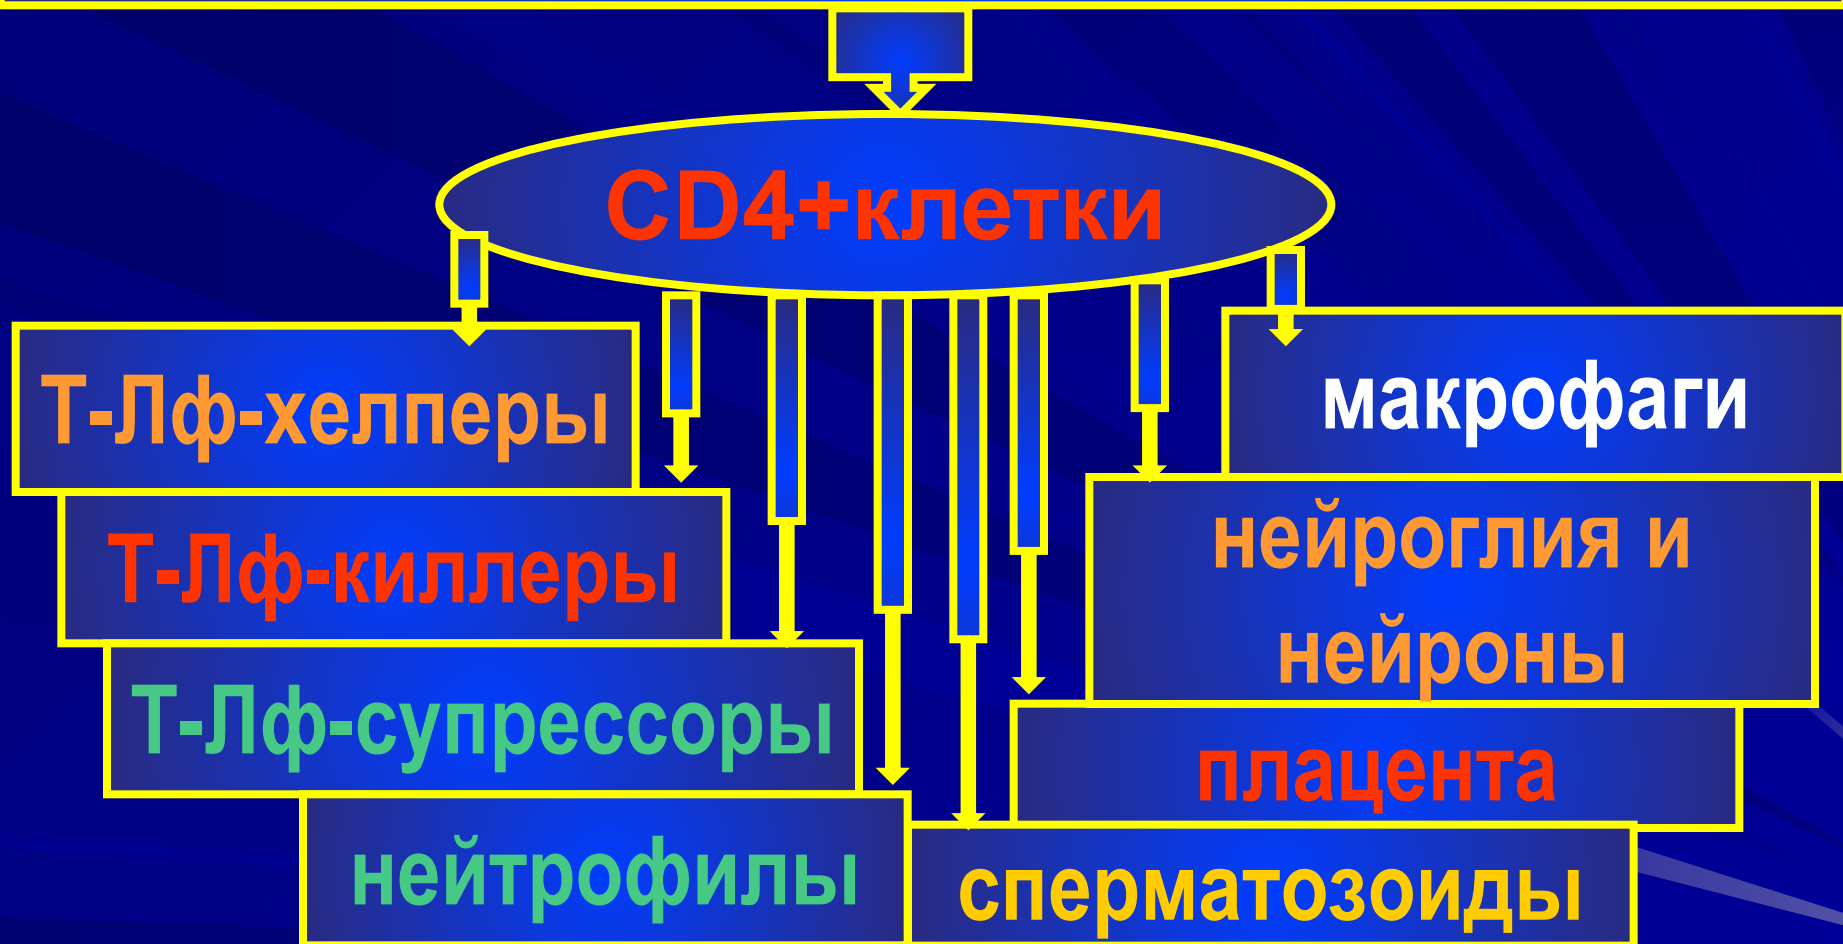 CD4+клетки
Т-Лф-хелперы
Т-Лф-киллеры
Т-Лф-супрессоры
нейтрофилы
макрофаги
нейроглия и
нейроны
плацента
сперматозоиды